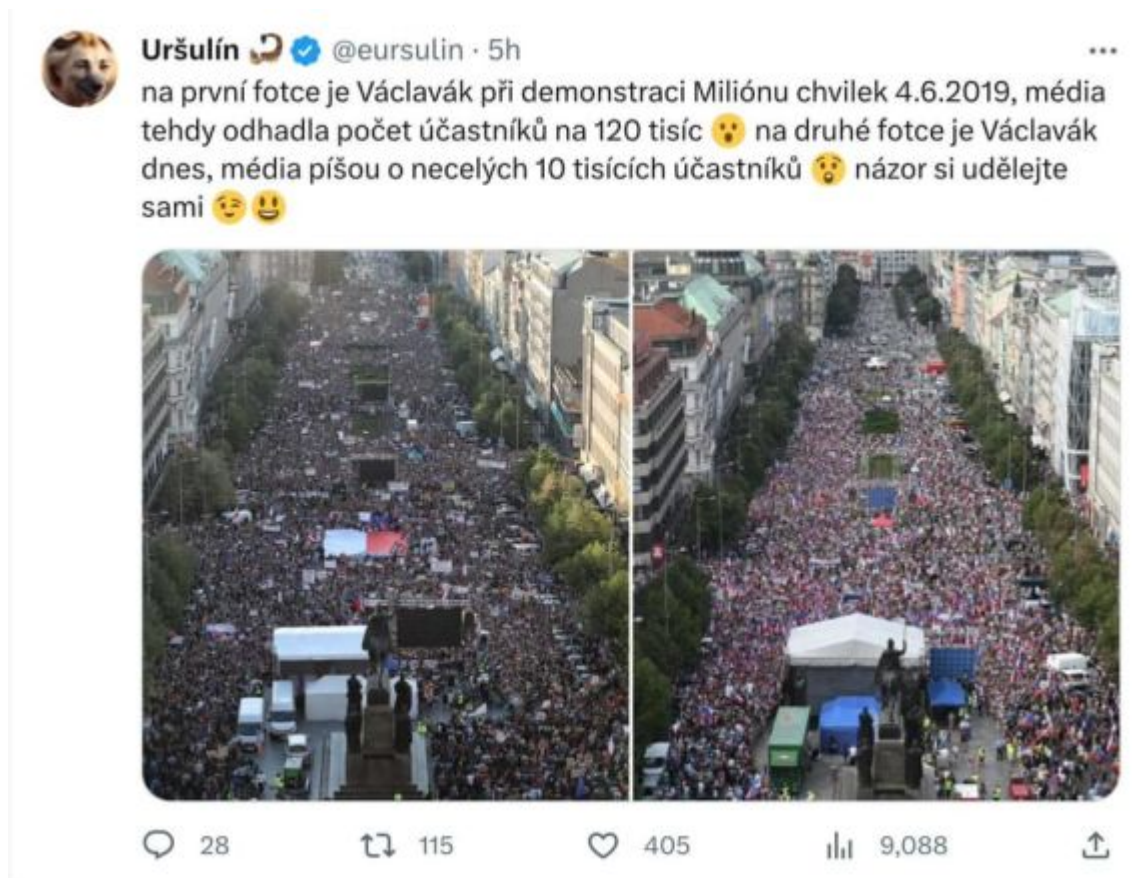 Uršulín 🦂 @eursulin · 5h
na první fotce je Václavák při demonstraci Miliónu chvilek 4.6.2019, média
tehdy odhadla počet účastníků na 120 tisíc 😮 na druhé fotce je Václavák
dnes, média píšou o necelých 10 tisících účastníků 😲 názor si udělejte
sami 😉😃
28 115 405 9,088